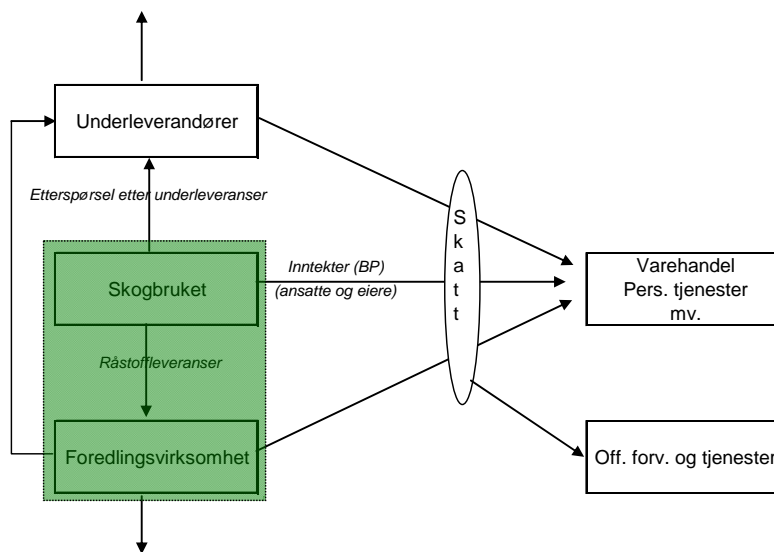 Underleverandører
Etterspørsel etter underleveranser
Skogbruket
Inntekter (BP)
(ansatte og eiere)
Skatt
Varehandel
Pers. tjenester
mv.
Råstoffleveranser
Foredlingsvirksomhet
Off. forv. og tjenester